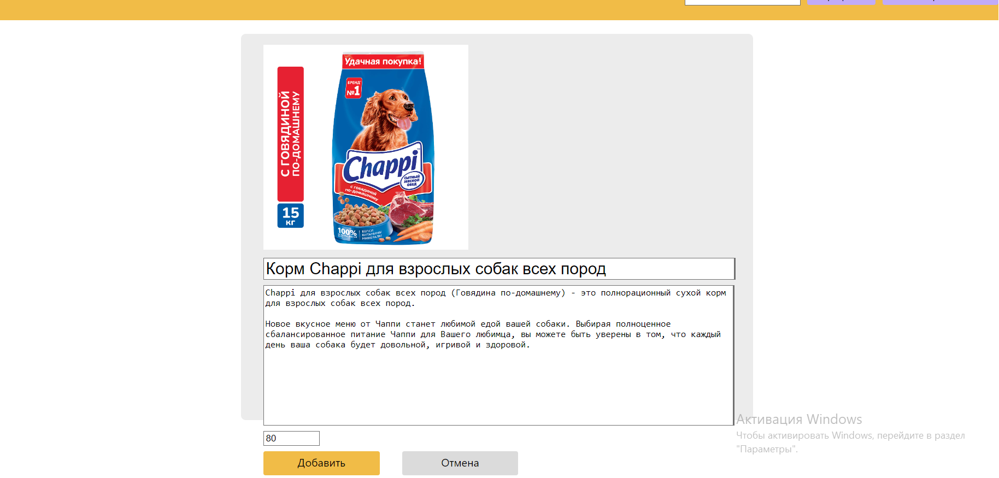 Удачная покупка!
БРЕНД
№1
С ГОВЯДИНОЙ
ПО-ДОМАШНЕМУ
15
КГ
Chappi
СЫТНЫЙ
МЯСНОЙ
ОБЕД
с говядиной
по-домашнему
100%
БЕЛКИ
ВИТАМИНЫ
МИНЕРАЛЫ
Корм Chappi для взрослых собак всех пород
Chappi для взрослых собак всех пород (Говядина по-домашнему) - это полнорационный сухой корм
для взрослых собак всех пород.
Новое вкусное меню от Чаппи станет любимой едой вашей собаки. Выбирая полноценное
сбалансированное питание Чаппи для Вашего любимца, вы можете быть уверены в том, что каждый
день ваша собака будет довольной, игривой и здоровой.
80
Добавить
Отмена
Активация Windows
Чтобы активировать Windows, перейдите в раздел
"Параметры".